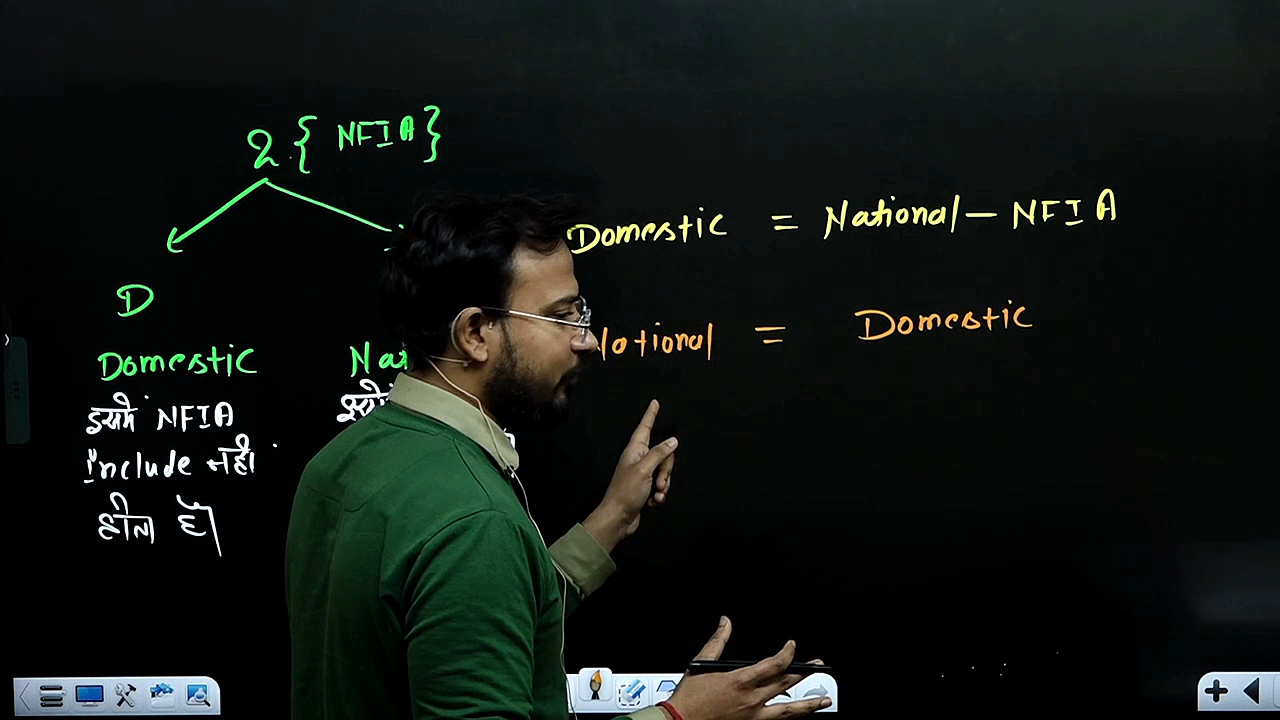 2. { NFIA }
D
Domestic
इसमें NFIA
include नहीं
होता है।
Domestic = National - NFIA
National = Domestic